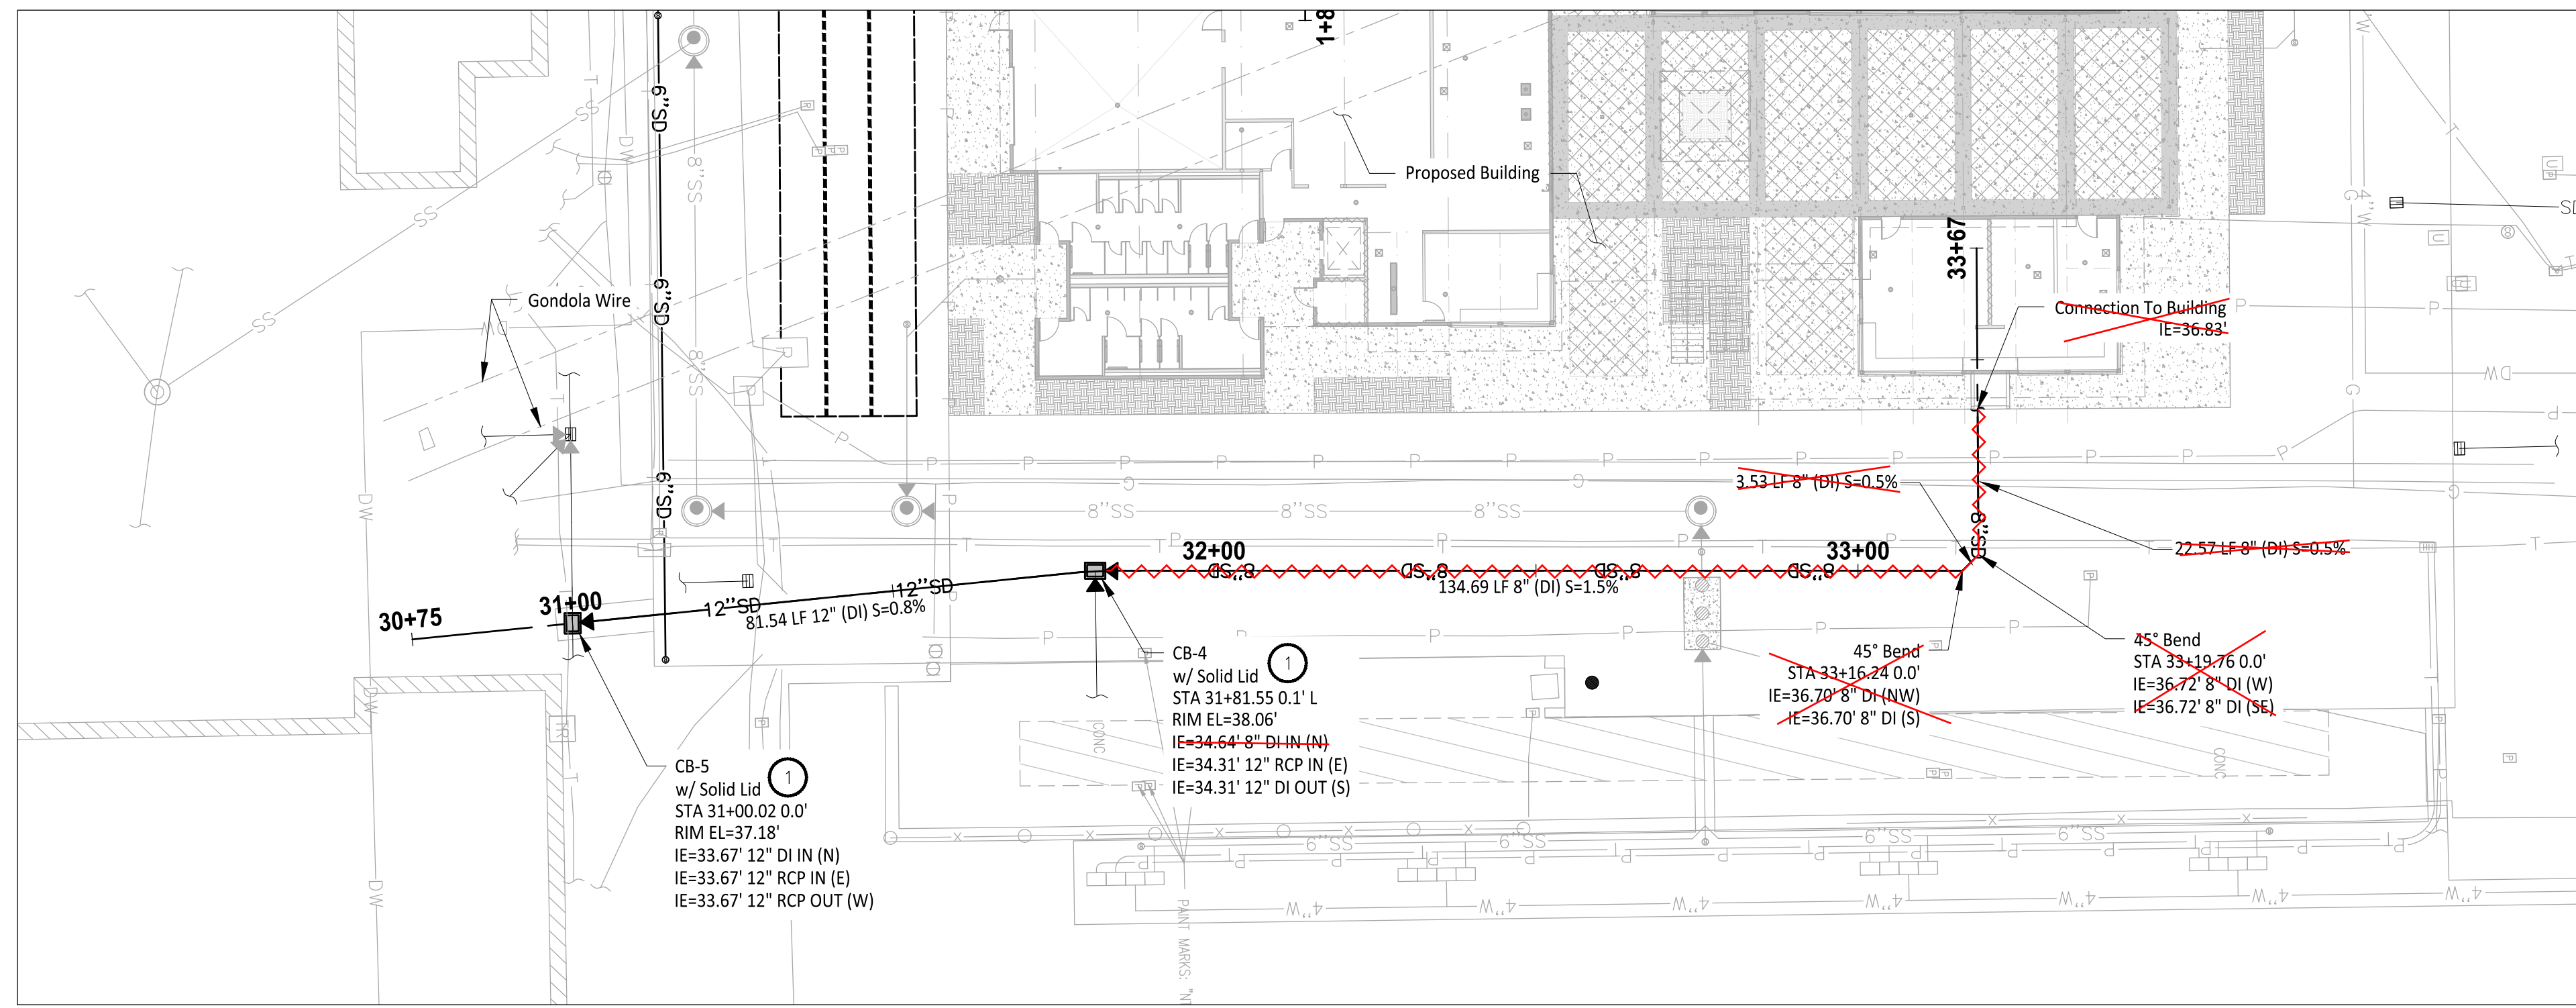 1+8
Proposed Building
33+67
Gondola Wire
Connection To Building
IE=36.83'
6"SD
6"SD
6"SD
8"SS
8"SS
SS
SS
SS
4"W
8"SS
8"SS
8"SS
3.53 LF 8" (DI) S=0.5%
22.57 LF 8" (DI) S=0.5%
8"SD
32+00
33+00
8"SD
8"SD
8"SD
8"SD
134.69 LF 8" (DI) S=1.5%
30+75
31+00
12"SD
12"SD
81.54 LF 12" (DI) S=0.8%
CB-4
w/ Solid Lid
1
STA 31+81.55 0.1' L
RIM EL=38.06'
IE=34.64' 8" DI IN (N)
IE=34.31' 12" RCP IN (E)
IE=34.31' 12" DI OUT (S)
45° Bend
STA 33+16.24 0.0'
IE=36.70' 8" DI (NW)
IE=36.70' 8" DI (S)
45° Bend
STA 33+19.76 0.0'
IE=36.72' 8" DI (W)
IE=36.72' 8" DI (SE)
CB-5
w/ Solid Lid
1
STA 31+00.02 0.0'
RIM EL=37.18'
IE=33.67' 12" DI IN (N)
IE=33.67' 12" RCP IN (E)
IE=33.67' 12" RCP OUT (W)
CONC
CONC
6"SS
6"SS
6"SS
6"SS
4"W
4"W
4"W
4"W
4"W
4"W
4"W
DW
DW
DW
DW
DW
DW
TR
PAINT MARKS: